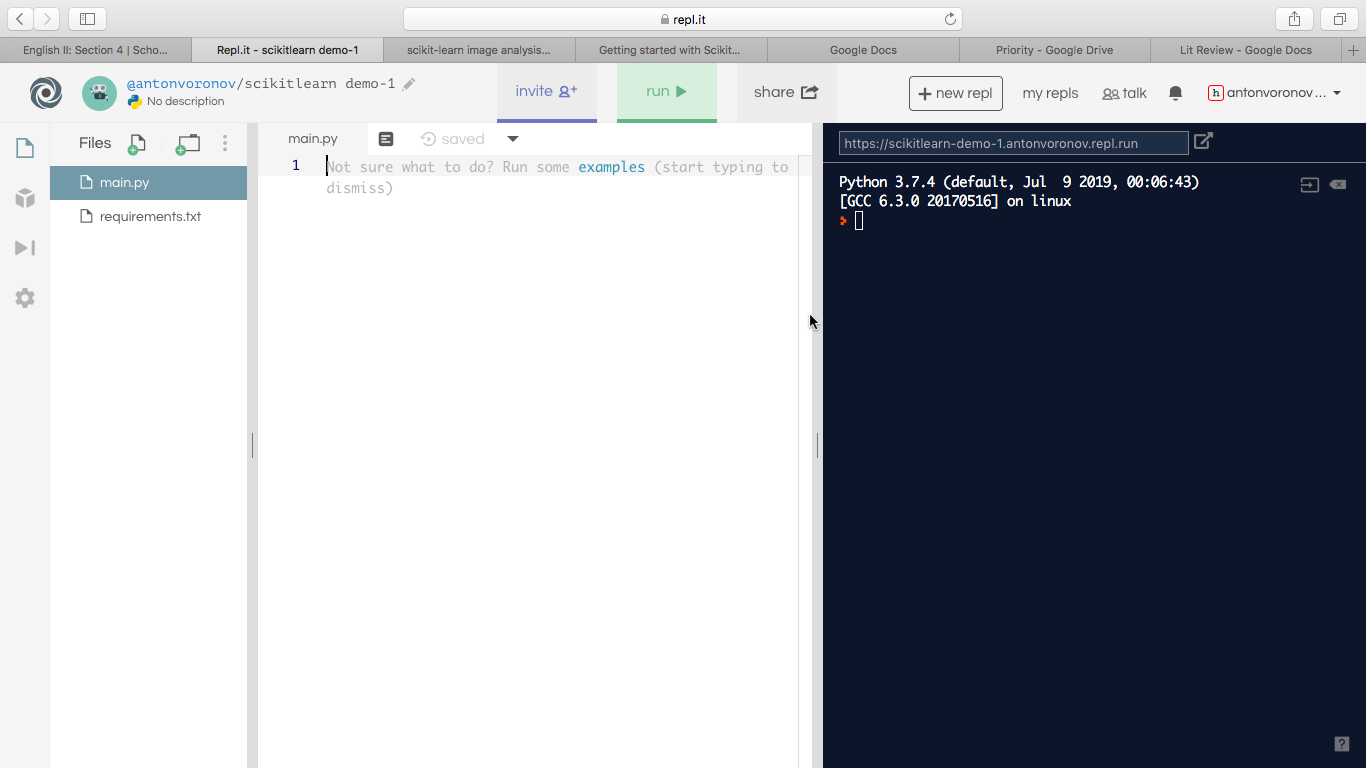 repl.it
English II: Section 4 | Scho...
Repl.it - scikitlearn demo-1
scikit-learn image analysis...
Getting started with Scikit...
Google Docs
Priority - Google Drive
Lit Review - Google Docs
@antonvoronov/scikitlearn demo-1
No description
invite
run
share
+ new repl
my repls
talk
h antonvoronov...
Files
main.py
requirements.txt
main.py
saved
1 Not sure what to do? Run some examples (start typing to
dismiss)
https://scikitlearn-demo-1.antonvoronov.repl.run
Python 3.7.4 (default, Jul  9 2019, 00:06:43)
[GCC 6.3.0 20170516] on linux
?